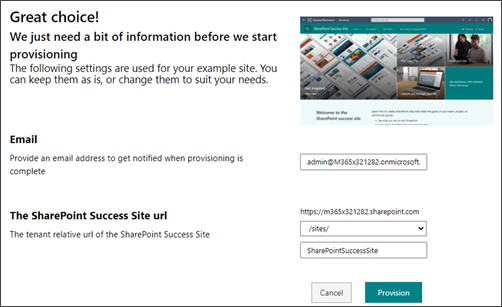 Great choice!
We just need a bit of information before we start
provisioning
The following settings are used for your example site. You
can keep them as is, or change them to suit your needs.
SharePoint Success Site
Get inspired
Welcome to the
SharePoint success site
Email
Provide an email address to get notified when provisioning is
complete
admin@M365x321282.onmicrosoft.
The SharePoint Success Site url
The tenant relative url of the SharePoint Success Site
https://m365x321282.sharepoint.com
/sites/
SharePointSuccessSite
Cancel
Provision